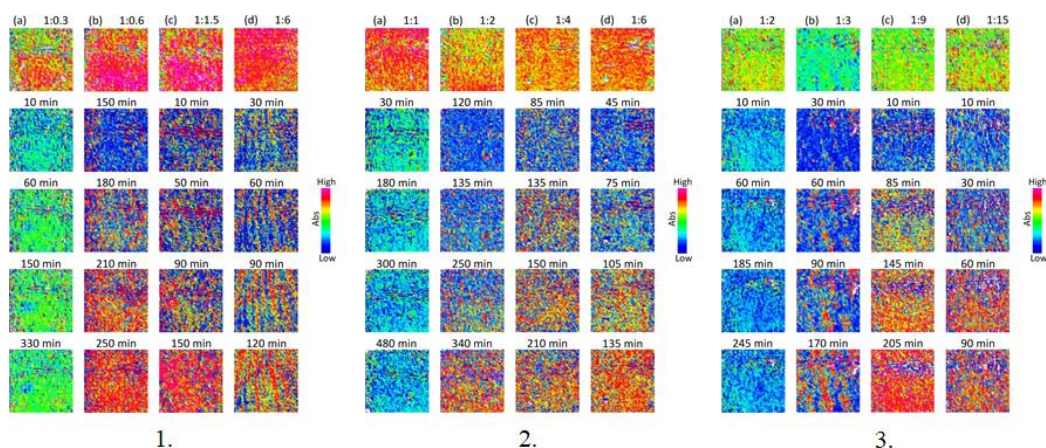 (a) 1:0.3 (b) 1:0.6 (c) 1:1.5 (d) 1:6
10 min 150 min 10 min 30 min
60 min 180 min 50 min 60 min
High
Abs
Low
150 min 210 min 90 min 90 min
330 min 250 min 150 min 120 min
1.
(a) 1:1 (b) 1:2 (c) 1:4 (d) 1:6
30 min 120 min 85 min 45 min
180 min 135 min 135 min 75 min
High
Abs
Low
300 min 250 min 150 min 105 min
480 min 340 min 210 min 135 min
2.
(a) 1:2 (b) 1:3 (c) 1:9 (d) 1:15
10 min 30 min 10 min 10 min
60 min 60 min 85 min 30 min
High
Abs
Low
185 min 90 min 145 min 60 min
245 min 170 min 205 min 90 min
3.